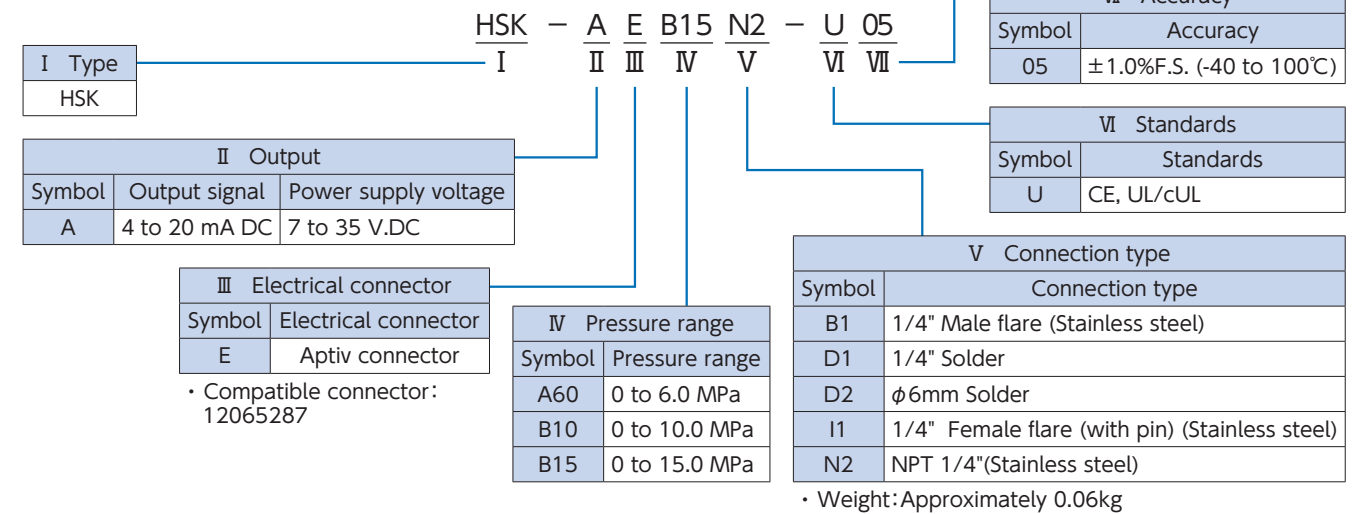 HSK - A E B15 N2 - U 05
Ⅰ Ⅱ Ⅲ Ⅳ Ⅴ Ⅵ Ⅶ
Ⅰ Type
HSK
Ⅱ Output
Symbol Output signal Power supply voltage
A 4 to 20 mA DC 7 to 35 V.DC
Ⅲ Electrical connector
Symbol Electrical connector
E Aptiv connector
・Compatible connector:
12065287
Ⅳ Pressure range
Symbol Pressure range
A60 0 to 6.0 MPa
B10 0 to 10.0 MPa
B15 0 to 15.0 MPa
Ⅴ Connection type
Symbol Connection type
B1 1/4" Male flare (Stainless steel)
D1 1/4" Solder
D2 φ6mm Solder
I1 1/4" Female flare (with pin) (Stainless steel)
N2 NPT 1/4"(Stainless steel)
・Weight:Approximately 0.06kg
Ⅵ Standards
Symbol Standards
U CE, UL/cUL
Ⅶ Accuracy
Symbol Accuracy
05 ±1.0%F.S. (-40 to 100℃)